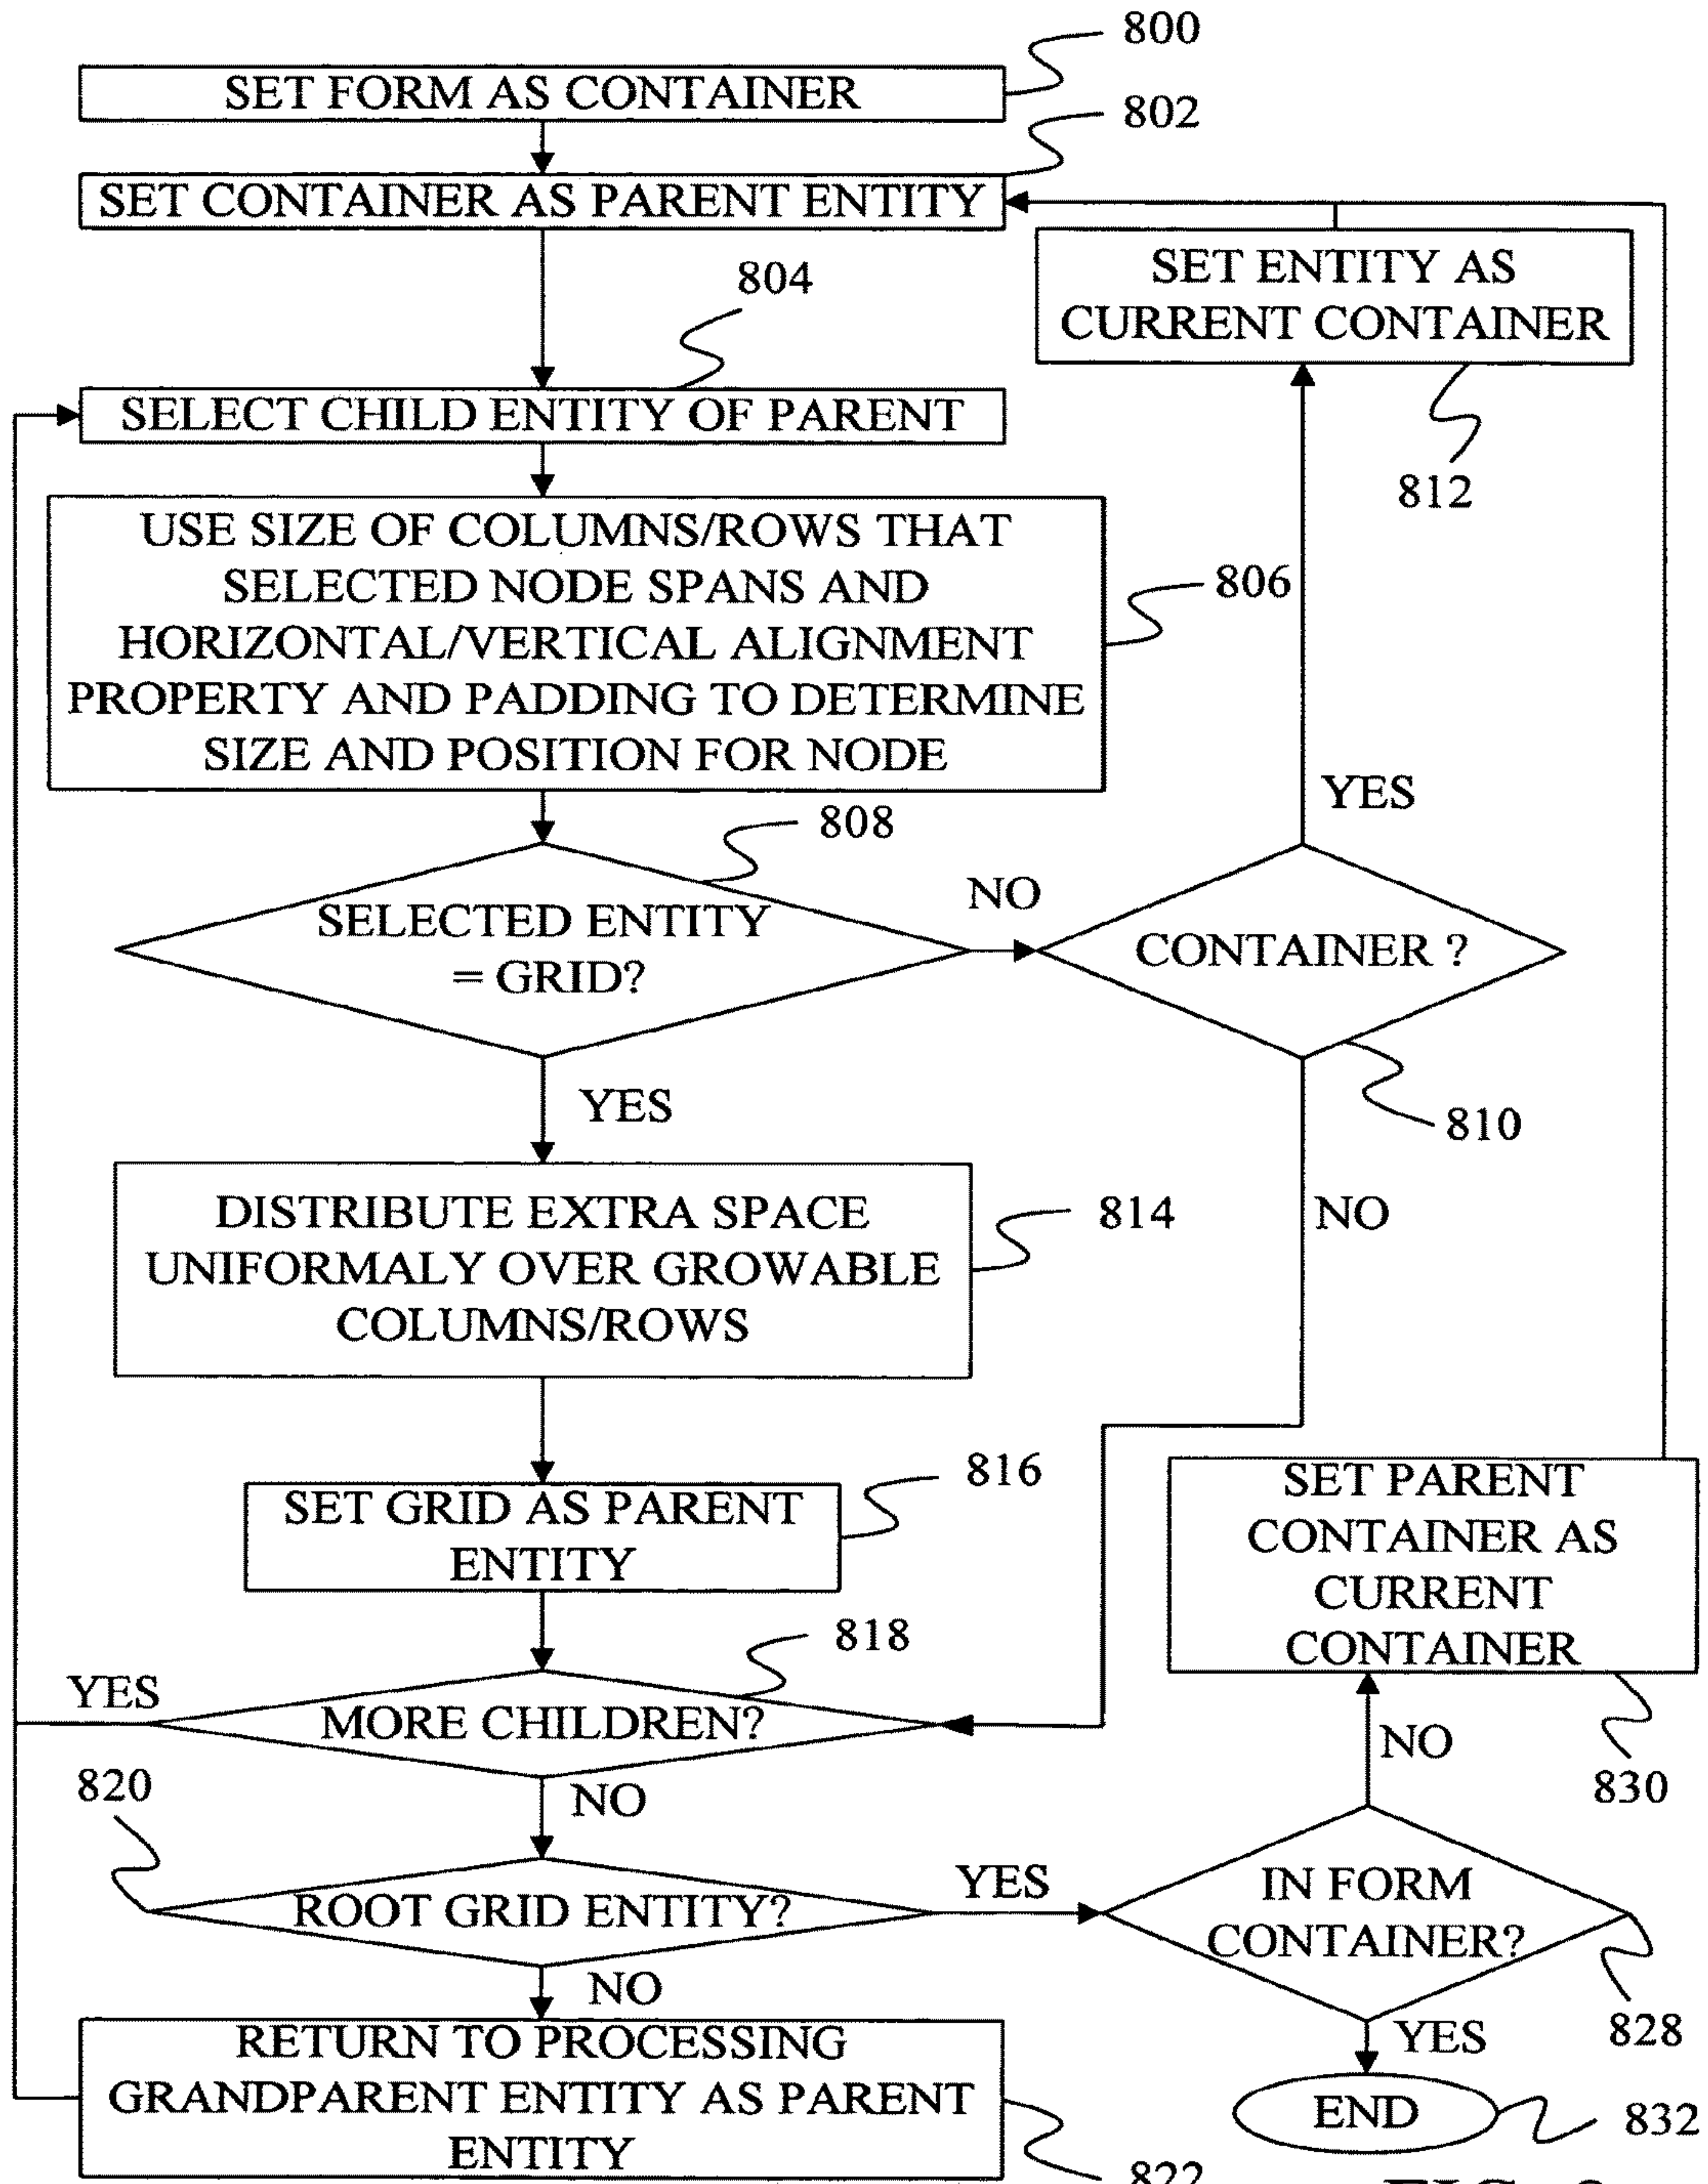 800
SET FORM AS CONTAINER
802
SET CONTAINER AS PARENT ENTITY
SET ENTITY AS
CURRENT CONTAINER
804
SELECT CHILD ENTITY OF PARENT
812
USE SIZE OF COLUMNS/ROWS THAT
SELECTED NODE SPANS AND
HORIZONTAL/VERTICAL ALIGNMENT
PROPERTY AND PADDING TO DETERMINE
SIZE AND POSITION FOR NODE
806
YES
808
SELECTED ENTITY
= GRID?
NO
CONTAINER ?
YES
810
DISTRIBUTE EXTRA SPACE
UNIFORMALY OVER GROWABLE
COLUMNS/ROWS
814
NO
816
SET GRID AS PARENT
ENTITY
SET PARENT
CONTAINER AS
CURRENT
CONTAINER
818
YES
MORE CHILDREN?
NO
830
820
NO
ROOT GRID ENTITY?
YES
IN FORM
CONTAINER?
NO
828
YES
RETURN TO PROCESSING
GRANDPARENT ENTITY AS PARENT
ENTITY
END
832
822